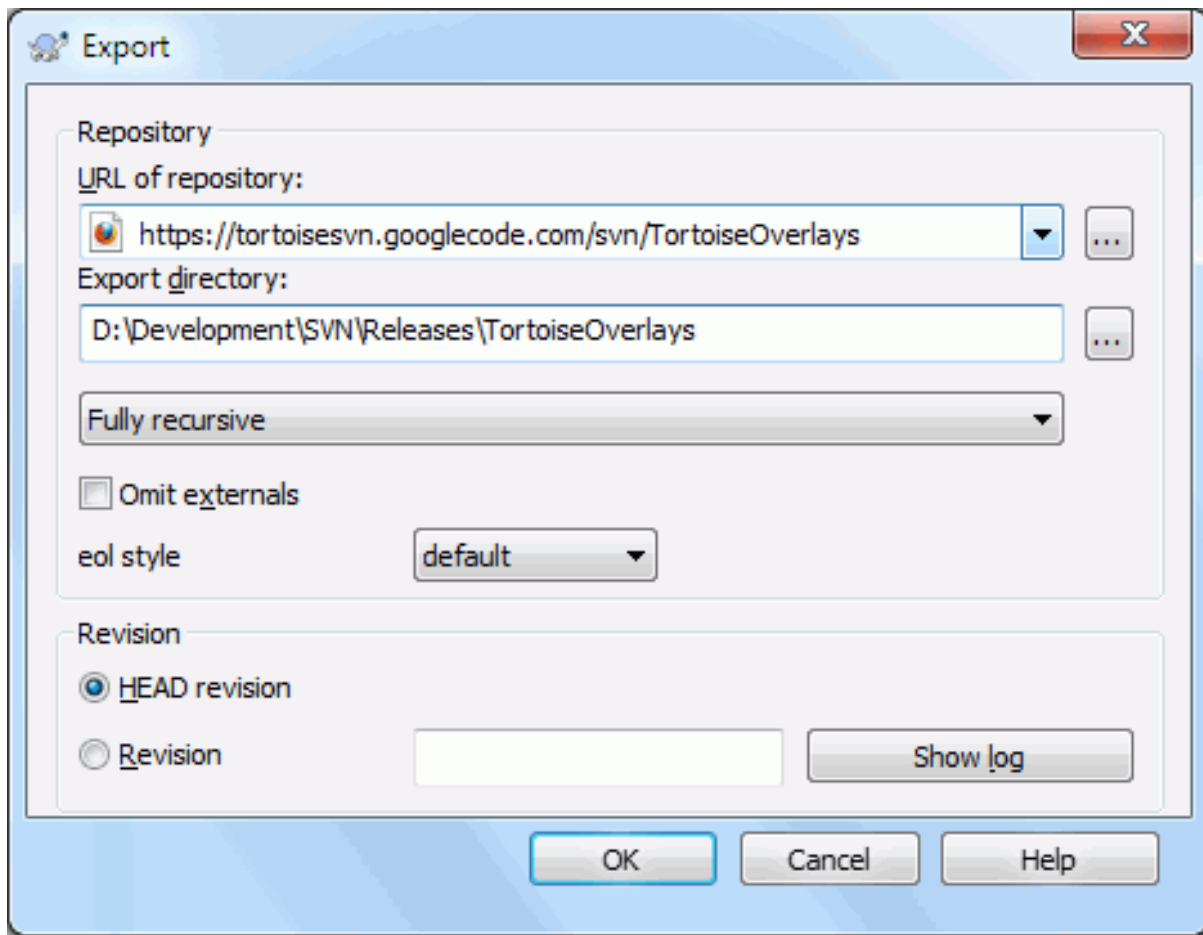 Export
Repository
URL of repository:
https://tortoisesvn.googlecode.com/svn/TortoiseOverlays
...
Export directory:
D:\Development\SVN\Releases\TortoiseOverlays
...
Fully recursive
Omit externals
eol style default
Revision
HEAD revision
Revision Show log
OK Cancel Help